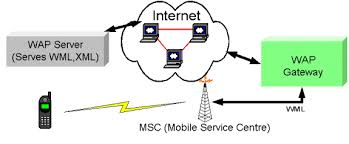 Internet
WAP Server
(Serves WML,XML)
WAP
Gateway
WML
MSC (Mobile Service Centre)